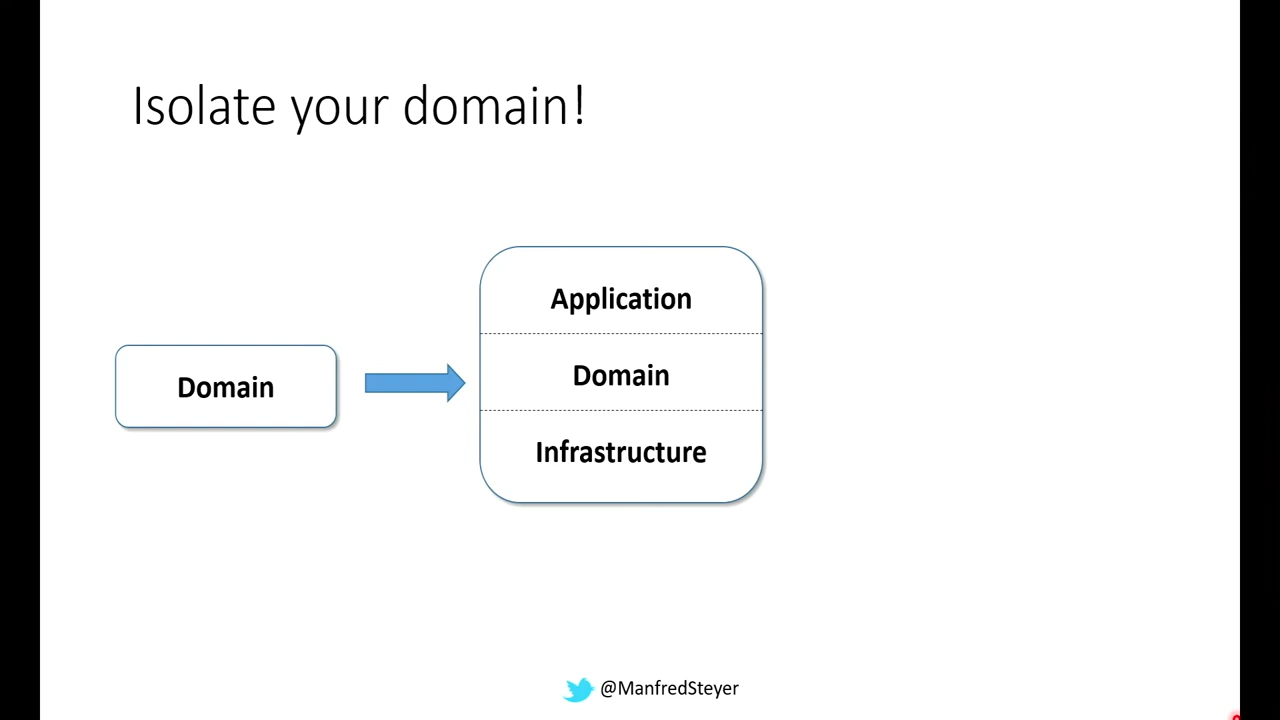 Isolate your domain!
Application
Domain
Domain
Infrastructure
@ManfredSteyer